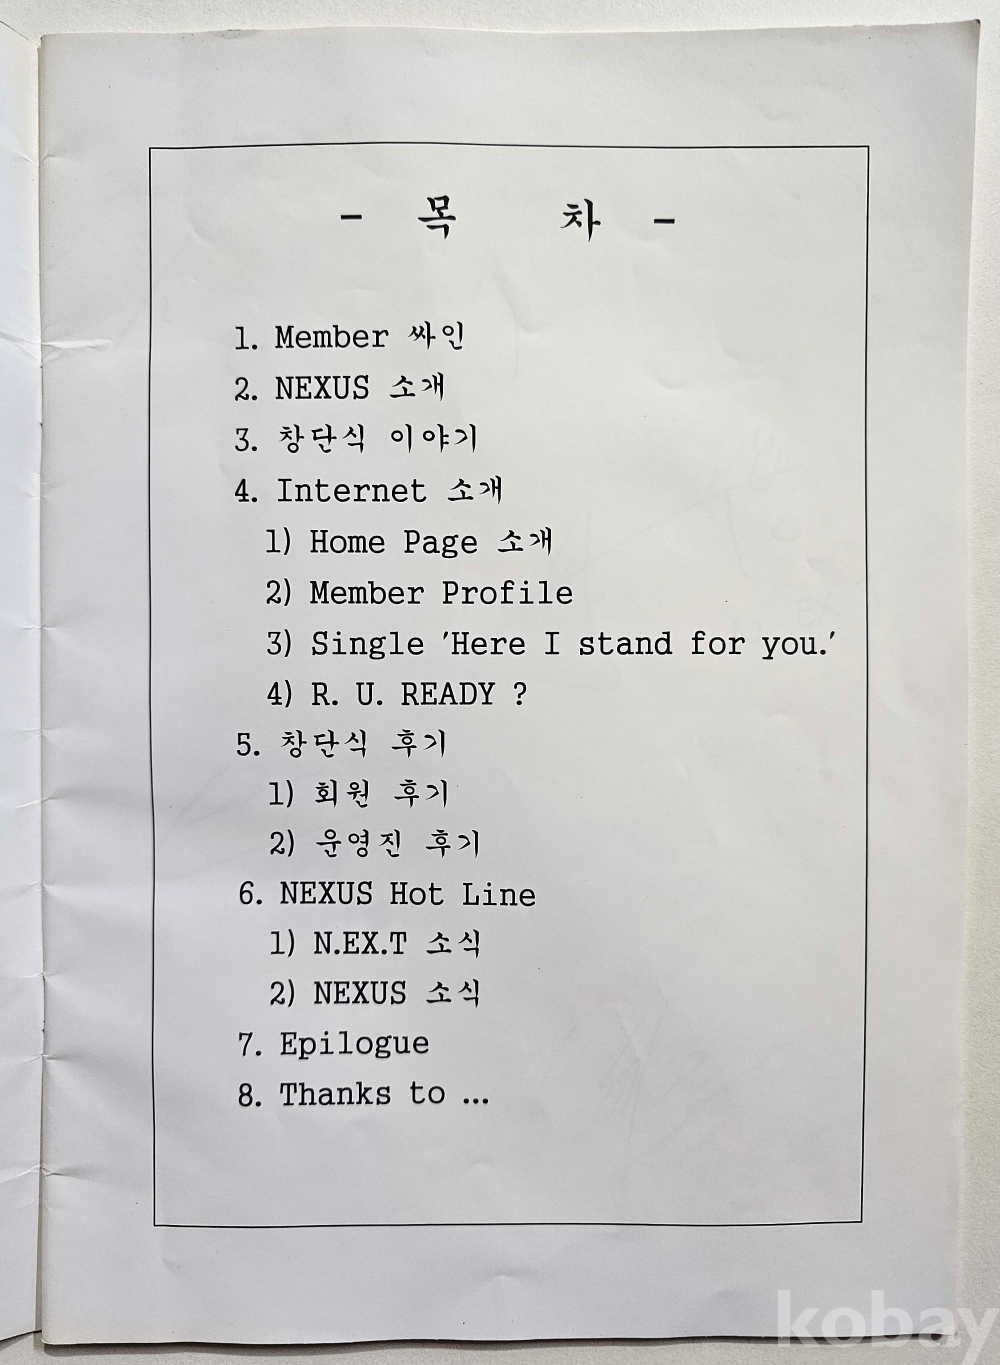 - 목 차 -
1. Member 싸인
2. NEXUS 소개
3. 창단식 이야기
4. Internet 소개
1) Home Page 소개
2) Member Profile
3) Single 'Here I stand for you.'
4) R. U. READY ?
5. 창단식 후기
1) 회원 후기
2) 운영진 후기
6. NEXUS Hot Line
1) N.EX.T 소식
2) NEXUS 소식
7. Epilogue
8. Thanks to ...
kobay